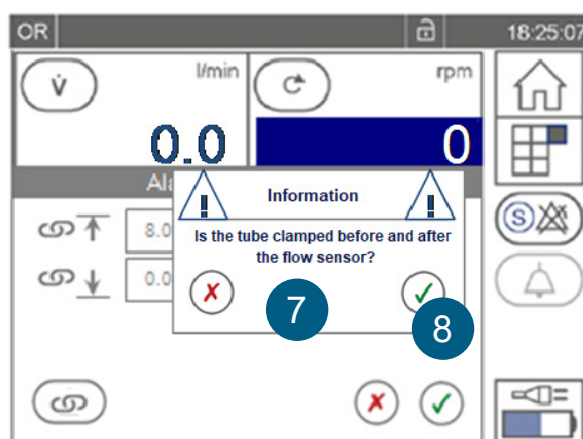 OR
18:25:07
V̇
l/min
rpm
0.0
0
Information
Is the tube clamped before and after
the flow sensor?
8.0
0.0
7
8
S